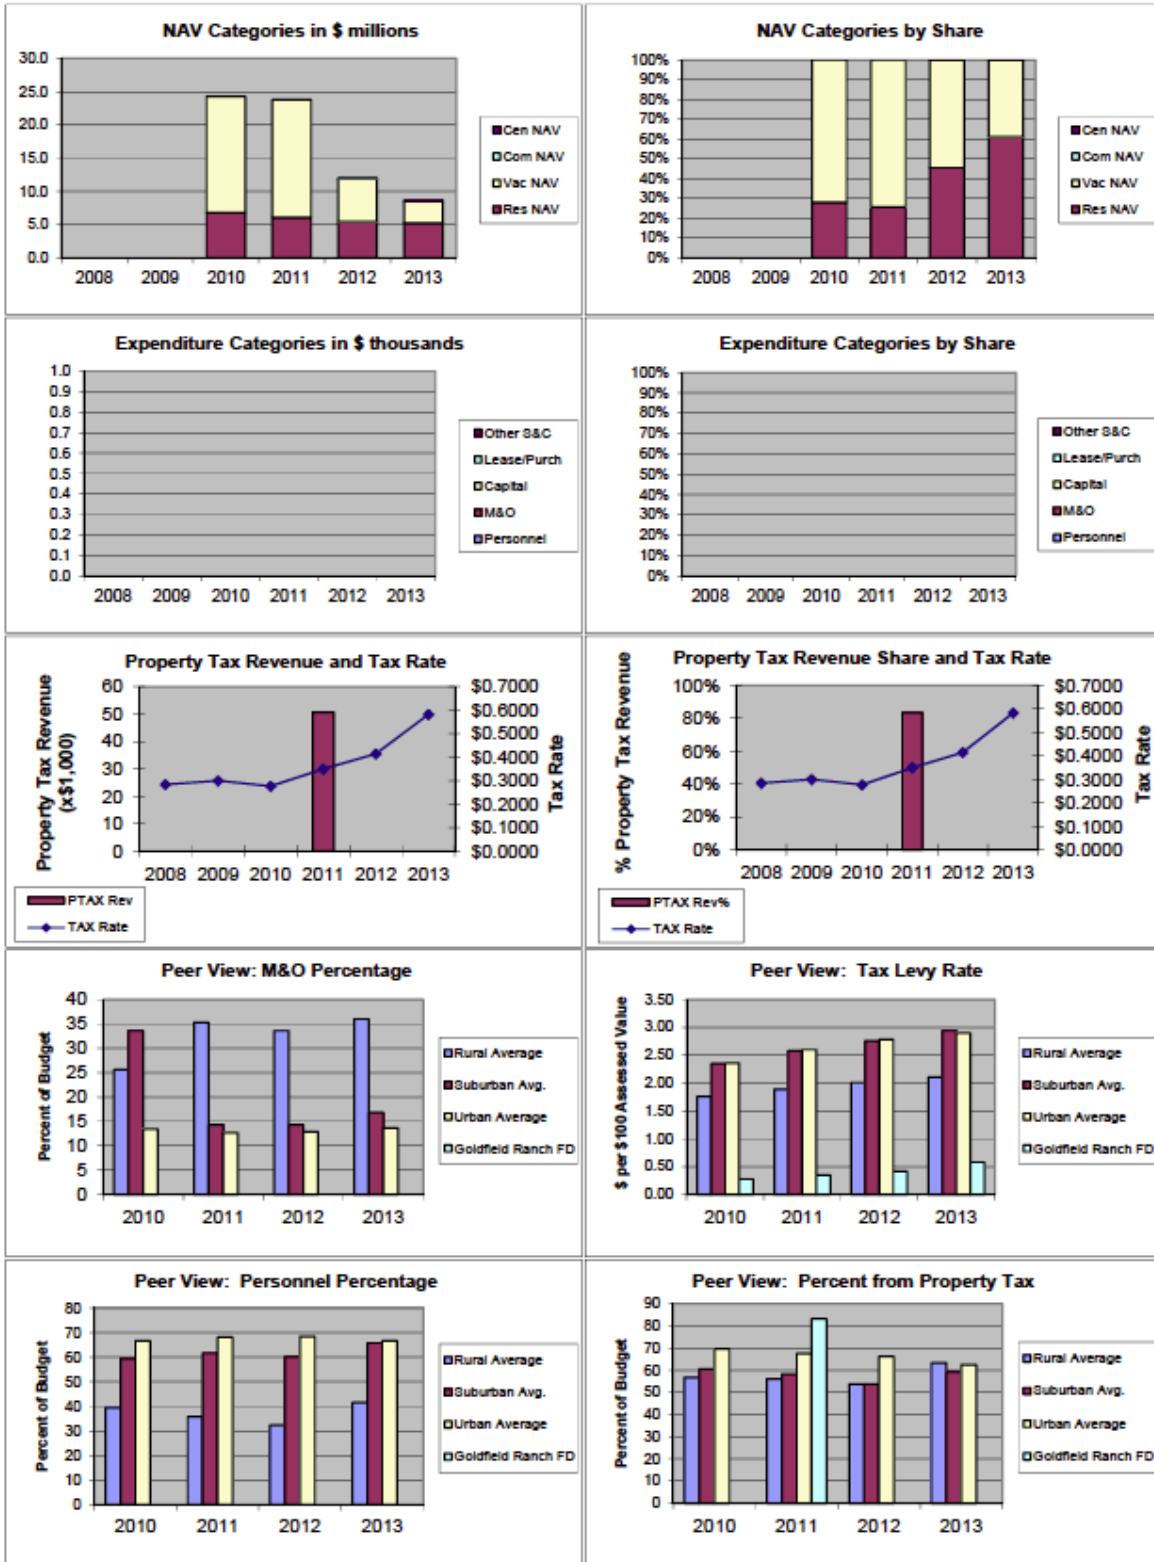 NAV Categories in $ millions
30.0
25.0
20.0
15.0
10.0
5.0
0.0
2008 2009 2010 2011 2012 2013
Cen NAV
Com NAV
Vac NAV
Res NAV
NAV Categories by Share
100%
90%
80%
70%
60%
50%
40%
30%
20%
10%
0%
2008 2009 2010 2011 2012 2013
Cen NAV
Com NAV
Vac NAV
Res NAV
Expenditure Categories in $ thousands
1.0
0.9
0.8
0.7
0.6
0.5
0.4
0.3
0.2
0.1
0.0
2008 2009 2010 2011 2012 2013
Other S&C
Lease/Purch
Capital
M&O
Personnel
Expenditure Categories by Share
100%
90%
80%
70%
60%
50%
40%
30%
20%
10%
0%
2008 2009 2010 2011 2012 2013
Other S&C
Lease/Purch
Capital
M&O
Personnel
Property Tax Revenue and Tax Rate
Property Tax Revenue
(x$1,000)
60
50
40
30
20
10
0
$0.7000
$0.6000
$0.5000
$0.4000
$0.3000
$0.2000
$0.1000
$0.0000
Tax Rate
2008 2009 2010 2011 2012 2013
PTAX Rev
TAX Rate
Property Tax Revenue Share and Tax Rate
% Property Tax Revenue
100%
80%
60%
40%
20%
0%
$0.7000
$0.6000
$0.5000
$0.4000
$0.3000
$0.2000
$0.1000
$0.0000
Tax Rate
2008 2009 2010 2011 2012 2013
PTAX Rev%
TAX Rate
Peer View: M&O Percentage
Percent of Budget
40
35
30
25
20
15
10
5
0
2010 2011 2012 2013
Rural Average
Suburban Avg.
Urban Average
Goldfield Ranch FD
Peer View: Tax Levy Rate
$ per $100 Assessed Value
3.50
3.00
2.50
2.00
1.50
1.00
0.50
0.00
2010 2011 2012 2013
Rural Average
Suburban Avg.
Urban Average
Goldfield Ranch FD
Peer View: Personnel Percentage
Percent of Budget
80
70
60
50
40
30
20
10
0
2010 2011 2012 2013
Rural Average
Suburban Avg.
Urban Average
Goldfield Ranch FD
Peer View: Percent from Property Tax
Percent of Budget
90
80
70
60
50
40
30
20
10
0
2010 2011 2012 2013
Rural Average
Suburban Avg.
Urban Average
Goldfield Ranch FD